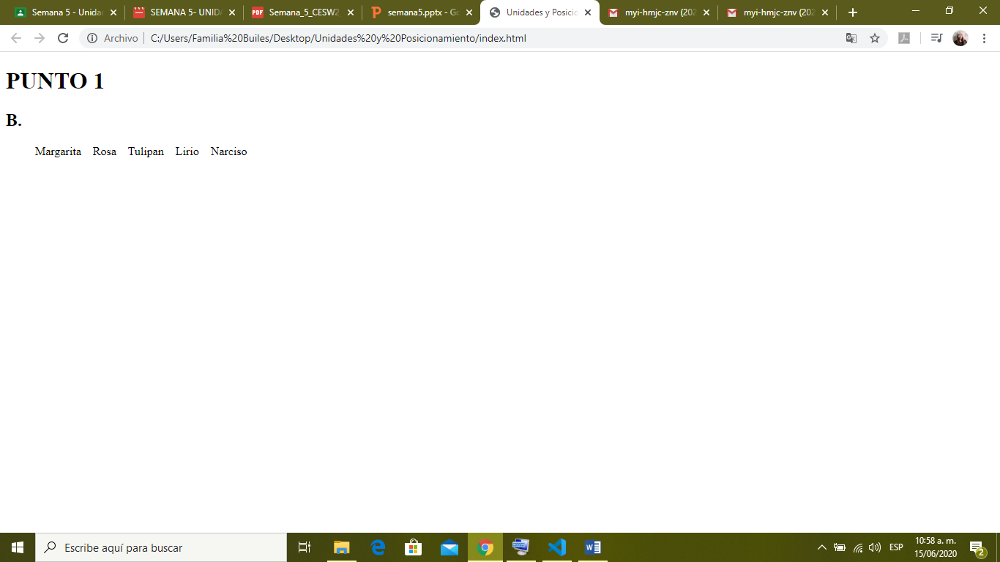 Semana 5 - Unida
SEMANA 5- UNID
PDF
Semana_5_CESW2
semana5.pptx - Go
Unidades y Posicio
myi-hmjc-znv (202
myi-hmjc-znv (202
Archivo
C:/Users/Familia%20Builes/Desktop/Unidades%20y%20Posicionamiento/index.html
PUNTO 1
B.
Margarita Rosa Tulipan Lirio Narciso
Escribe aquí para buscar
ESP
10:58 a. m.
15/06/2020
2